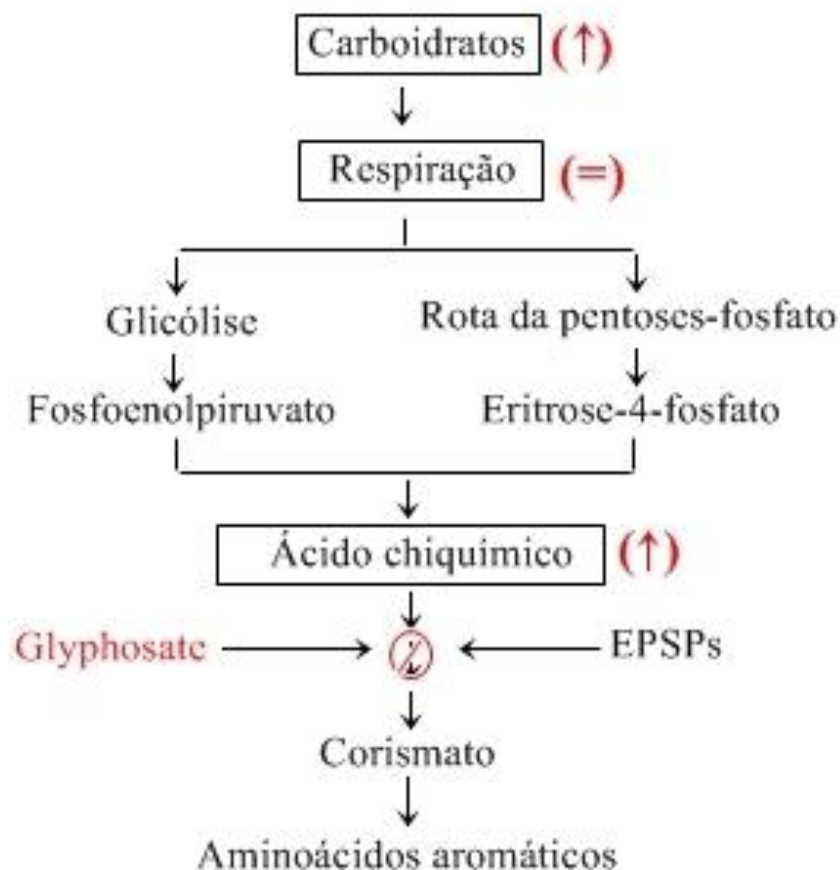 Carboidratos (↑)
Respiração (=)
Glicólise
Rota da pentoses-fosfato
Fosfoenolpiruvato
Eritrose-4-fosfato
Ácido chiquímico (↑)
Glyphosate
EPSPs
Corismato
Aminoácidos aromáticos